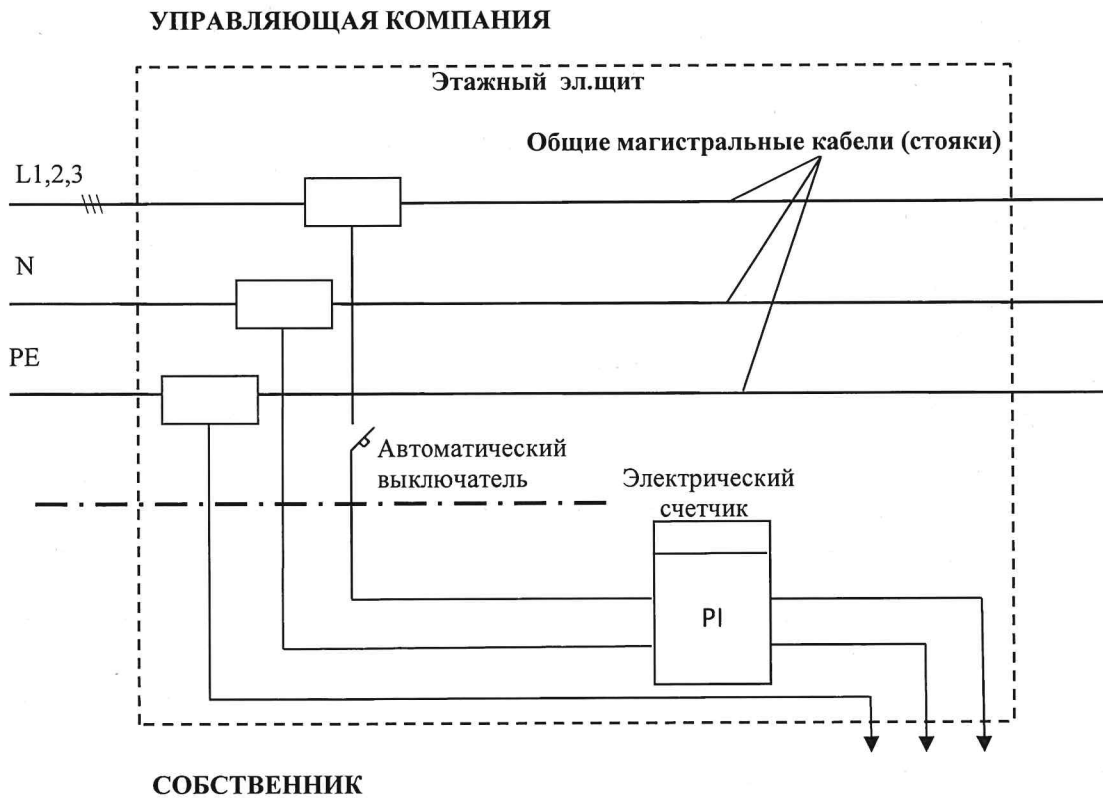 УПРАВЛЯЮЩАЯ КОМПАНИЯ
Этажный эл.щит
Общие магистральные кабели (стояки)
L1,2,3
N
PE
Автоматический
выключатель
Электрический
счетчик
PI
СОБСТВЕННИК